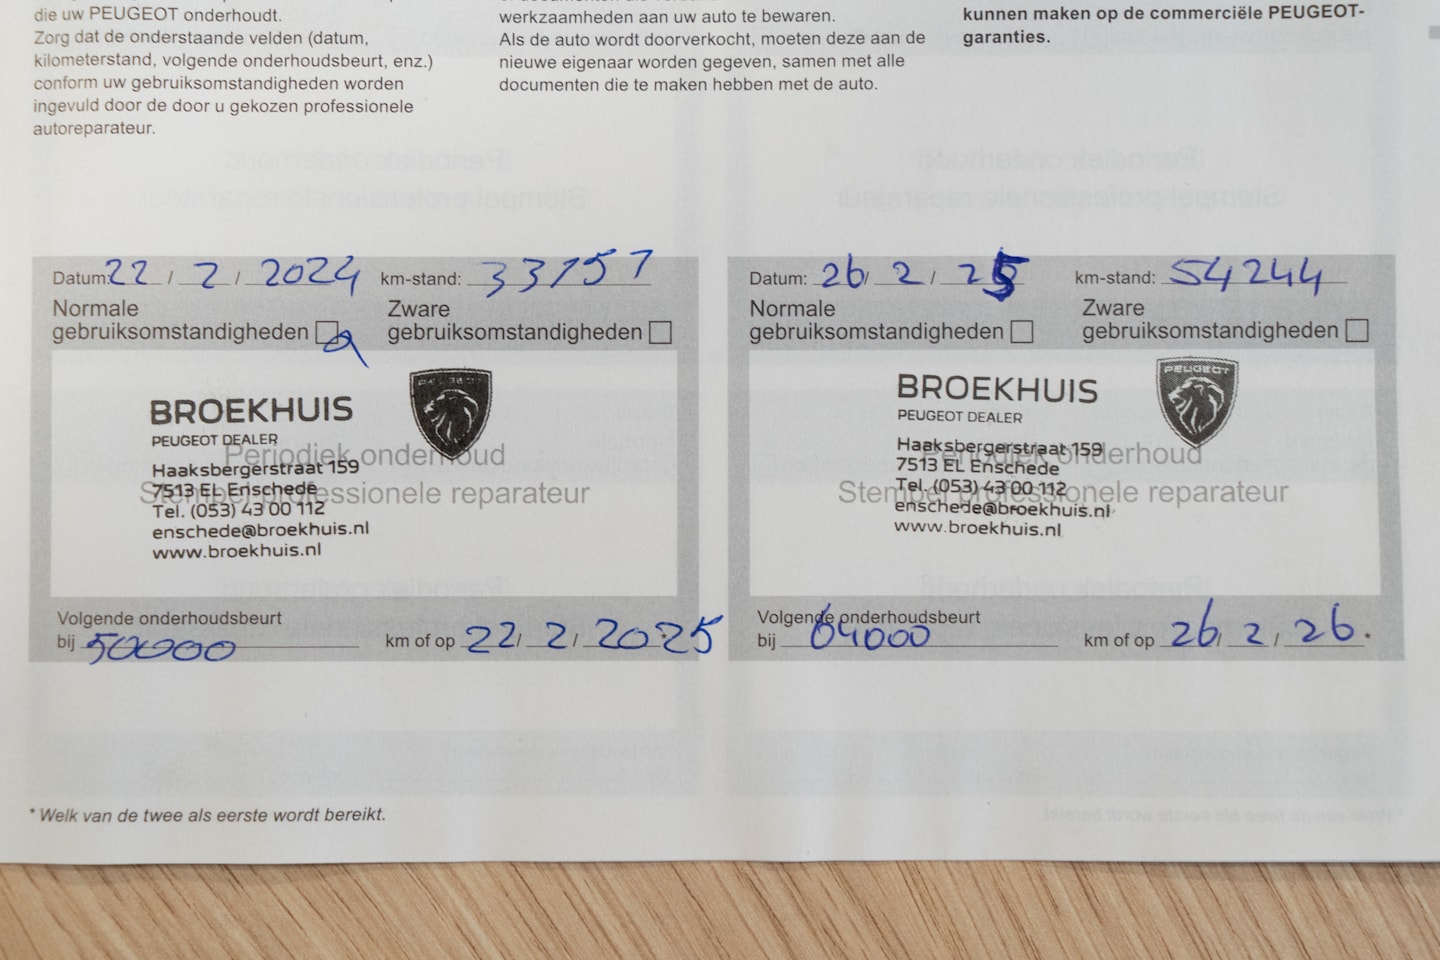 die uw PEUGEOT onderhoudt.
Zorg dat de onderstaande velden (datum,
kilometerstand, volgende onderhoudsbeurt, enz.)
conform uw gebruiksomstandigheden worden
ingevuld door de door u gekozen professionele
autoreparateur.
werkzaamheden aan uw auto te bewaren.
Als de auto wordt doorverkocht, moeten deze aan de
nieuwe eigenaar worden gegeven, samen met alle
documenten die te maken hebben met de auto.
kunnen maken op de commerciële PEUGEOT-
garanties.
Datum: 22 / 2 / 2024 km-stand: 33151
Normale
gebruiksomstandigheden
Zware
gebruiksomstandigheden
BROEKHUIS
PEUGEOT DEALER
PEUGEOT
Periodiek onderhoud
Stempel professionele reparateur
Haaksbergerstraat 159
7513 EL Enschede
Tel. (053) 43 00 112
enschede@broekhuis.nl
www.broekhuis.nl
Volgende onderhoudsbeurt
bij 50000 km of op 22 / 2 / 2025
Datum: 26 / 2 / 25 km-stand: 54244
Normale
gebruiksomstandigheden
Zware
gebruiksomstandigheden
BROEKHUIS
PEUGEOT DEALER
PEUGEOT
Periodiek onderhoud
Stempel professionele reparateur
Haaksbergerstraat 159
7513 EL Enschede
Tel. (053) 43 00 112
enschede@broekhuis.nl
www.broekhuis.nl
Volgende onderhoudsbeurt
bij 64000 km of op 26 / 2 / 26.
* Welk van de twee als eerste wordt bereikt.